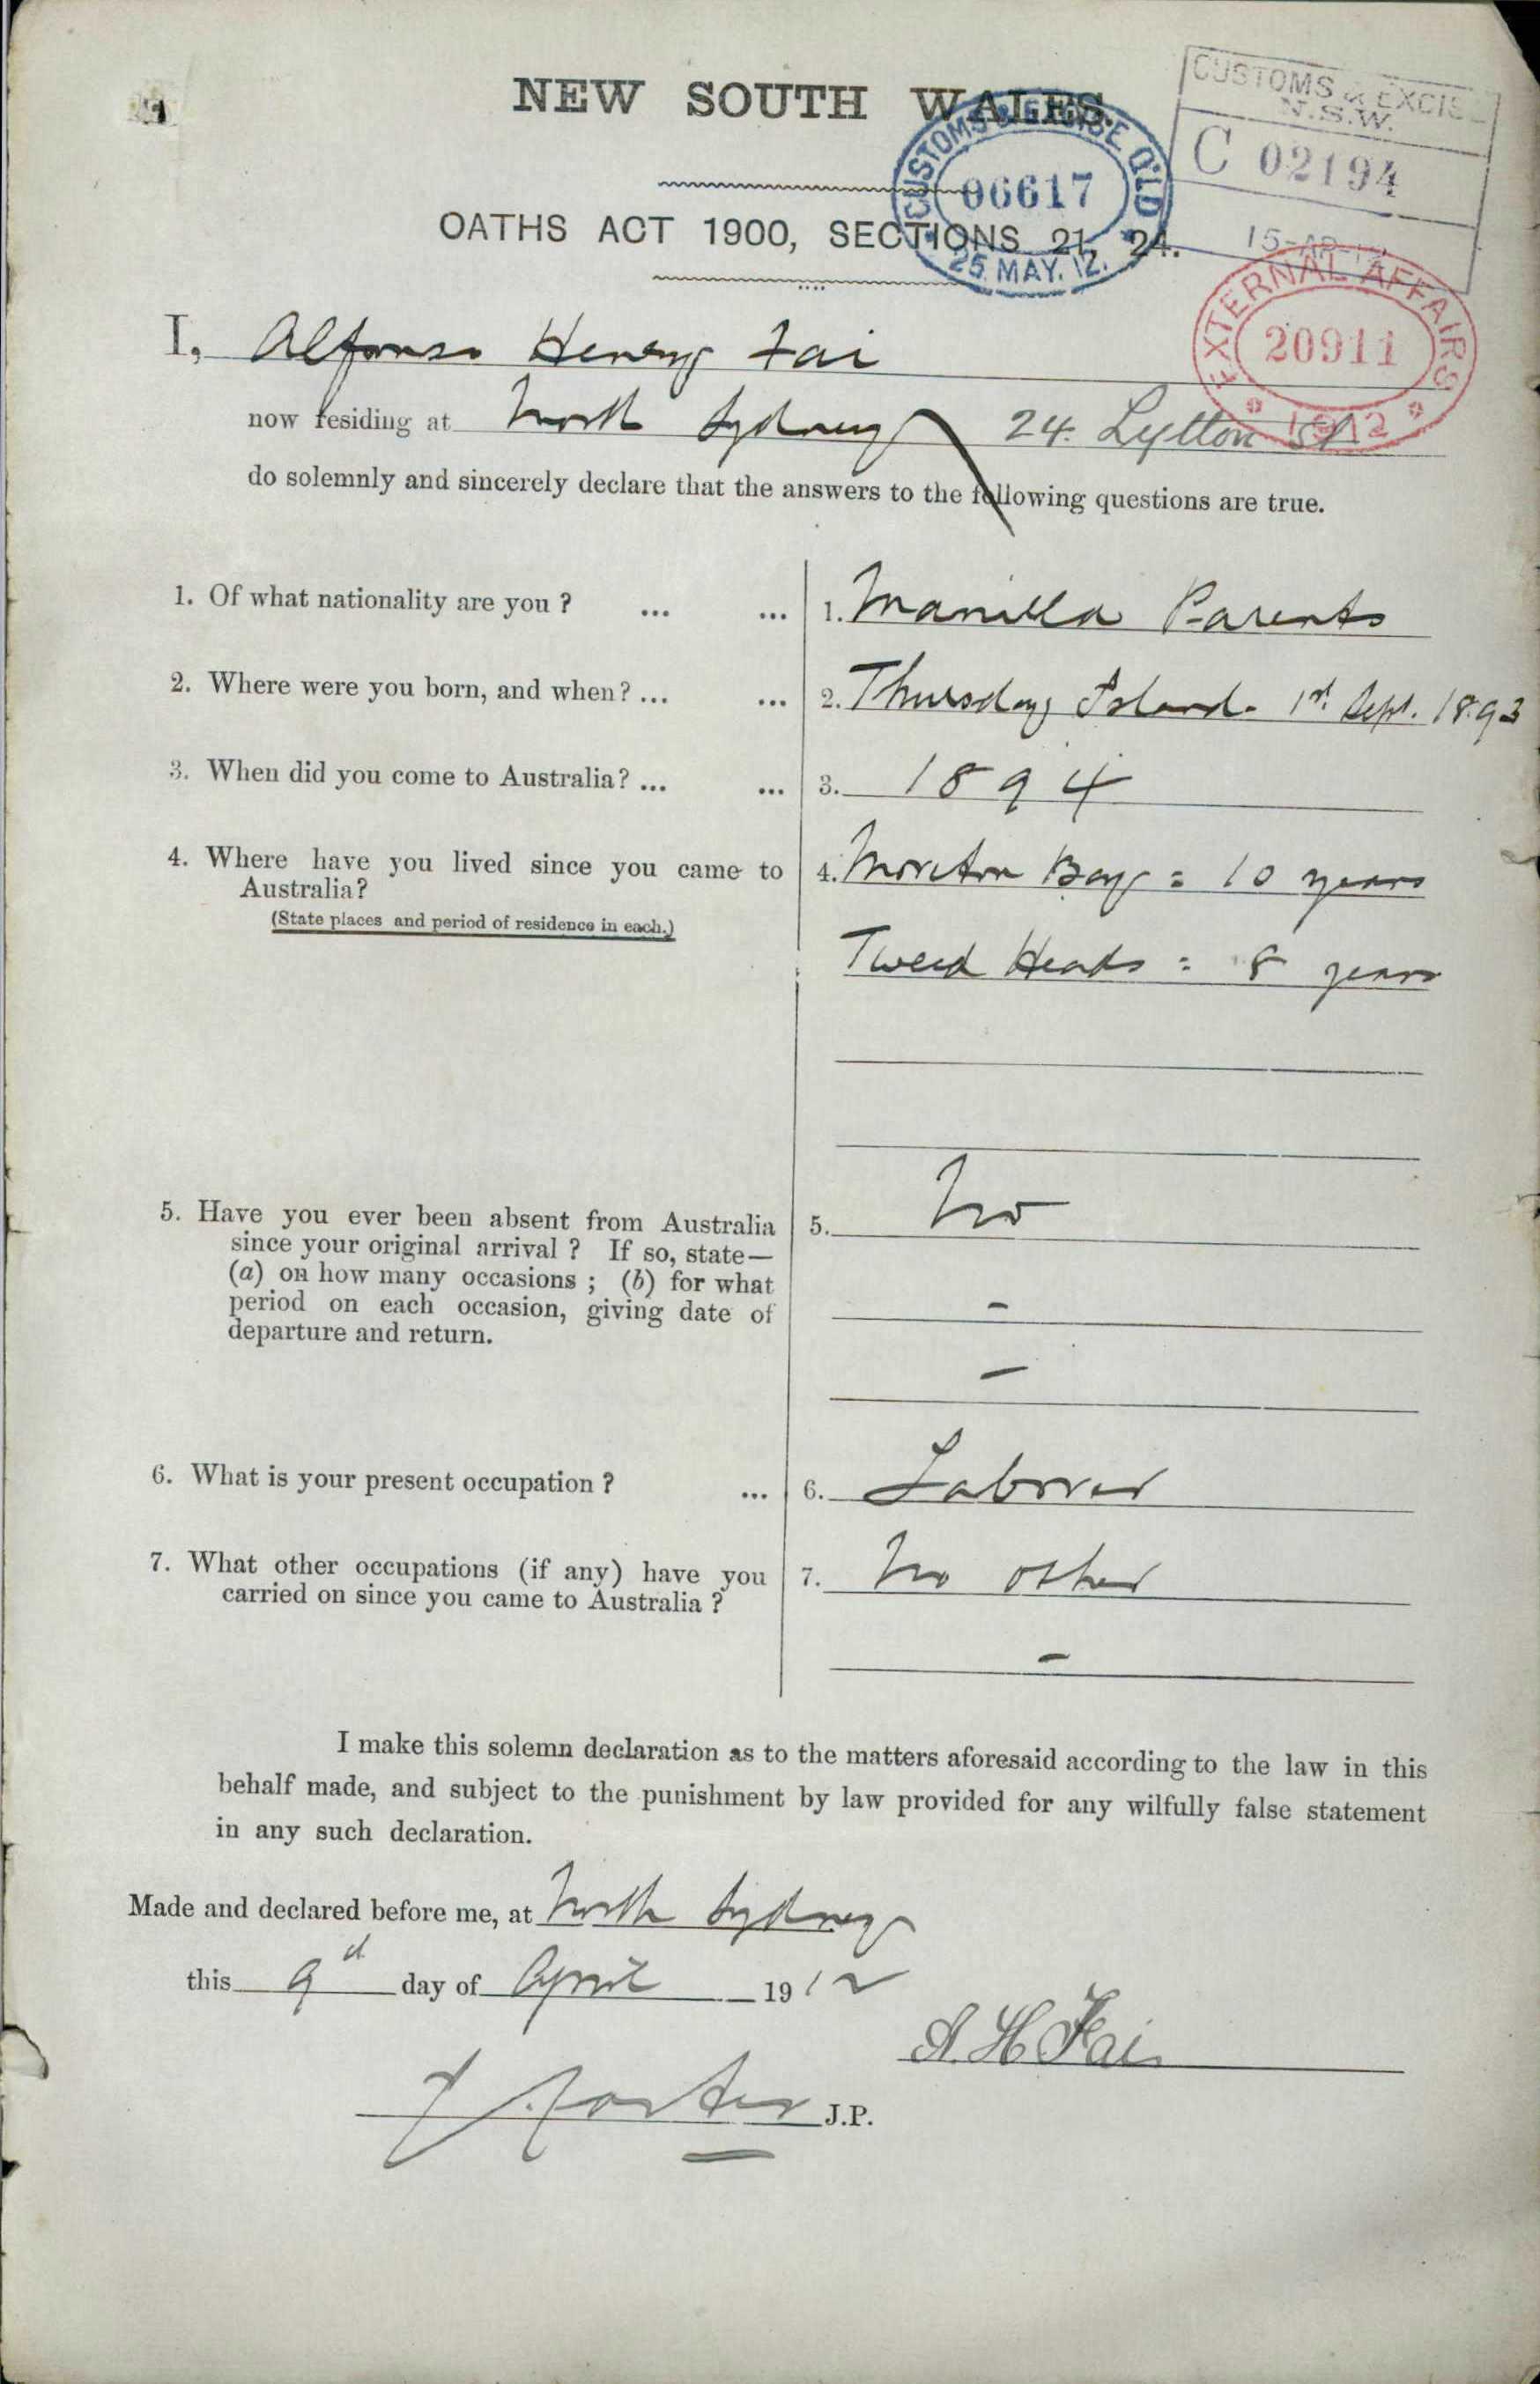 NEW SOUTH WALES.
CUSTOMS & EXCISE
N.S.W.
C 02194
CUSTOMS & EXCISE Q'LD
06617
25 MAY. 12.
OATHS ACT 1900, SECTIONS 21, 24.
15-AP-12
EXTERNAL AFFAIRS
20911
1912
I, Alfonso Henery Fai
now residing at North Sydney 24. Lytton St
do solemnly and sincerely declare that the answers to the following questions are true.
1. Of what nationality are you ? ... ... 1. Manilla Parents
2. Where were you born, and when ? ... ... 2. Thursday Island. 1st Sept. 1893
3. When did you come to Australia ? ... ... 3. 1894
4. Where have you lived since you came to 4. Moreton Bay = 10 years
Australia ?
(State places and period of residence in each.)
Tweed Heads = 8 years
5. Have you ever been absent from Australia 5. No
since your original arrival ? If so, state—
(a) on how many occasions ; (b) for what
period on each occasion, giving date of
departure and return.
-
-
6. What is your present occupation ? ... 6. Laborer
7. What other occupations (if any) have you 7. No other
carried on since you came to Australia ?
-
I make this solemn declaration as to the matters aforesaid according to the law in this
behalf made, and subject to the punishment by law provided for any wilfully false statement
in any such declaration.
Made and declared before me, at North Sydney
this 9d day of April 1912
A. H. Fai
J.P.